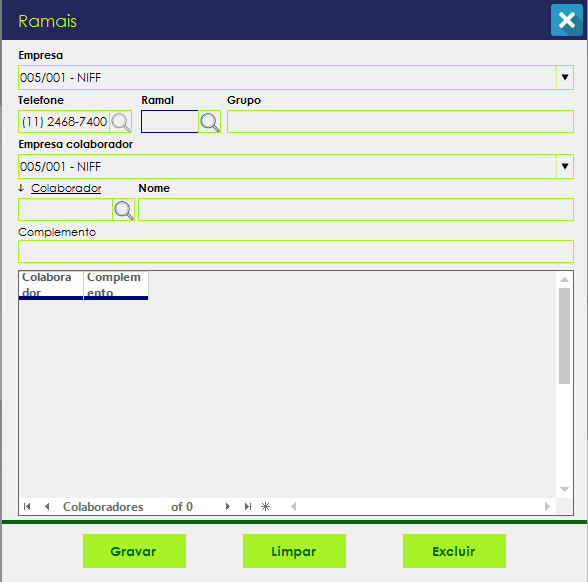 Ramais
Empresa
005/001 - NIFF
Telefone Ramal Grupo
(11) 2468-7400
Empresa colaborador
005/001 - NIFF
↓ Colaborador Nome
Complemento
Colabora
dor
Complem
ento
Colaboradores of 0
Gravar Limpar Excluir